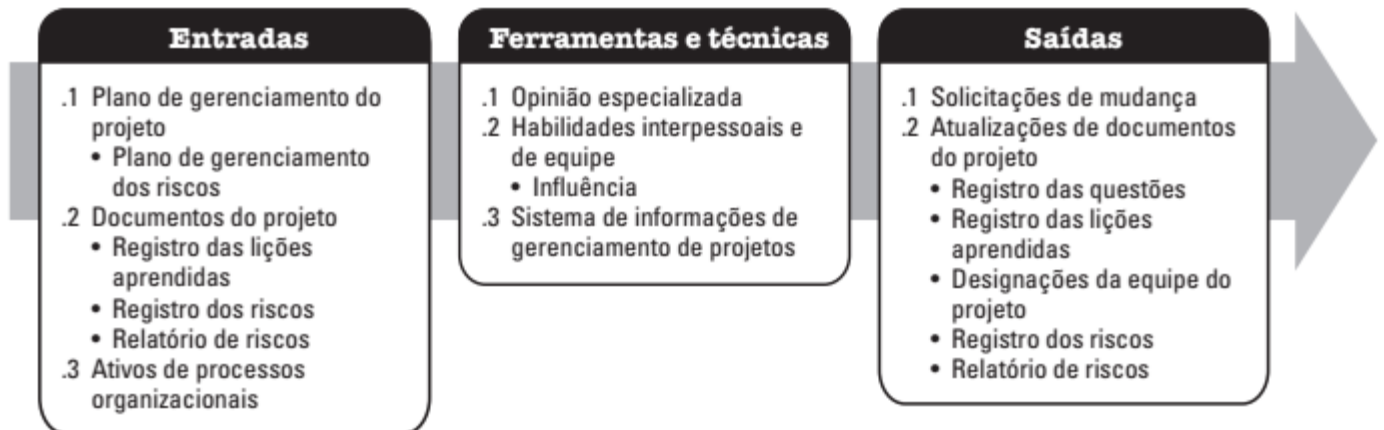 Entradas
.1 Plano de gerenciamento do
projeto
• Plano de gerenciamento
dos riscos
.2 Documentos do projeto
• Registro das lições
aprendidas
• Registro dos riscos
• Relatório de riscos
.3 Ativos de processos
organizacionais
Ferramentas e técnicas
.1 Opinião especializada
.2 Habilidades interpessoais e
de equipe
• Influência
.3 Sistema de informações de
gerenciamento de projetos
Saídas
.1 Solicitações de mudança
.2 Atualizações de documentos
do projeto
• Registro das questões
• Registro das lições
aprendidas
• Designações da equipe do
projeto
• Registro dos riscos
• Relatório de riscos